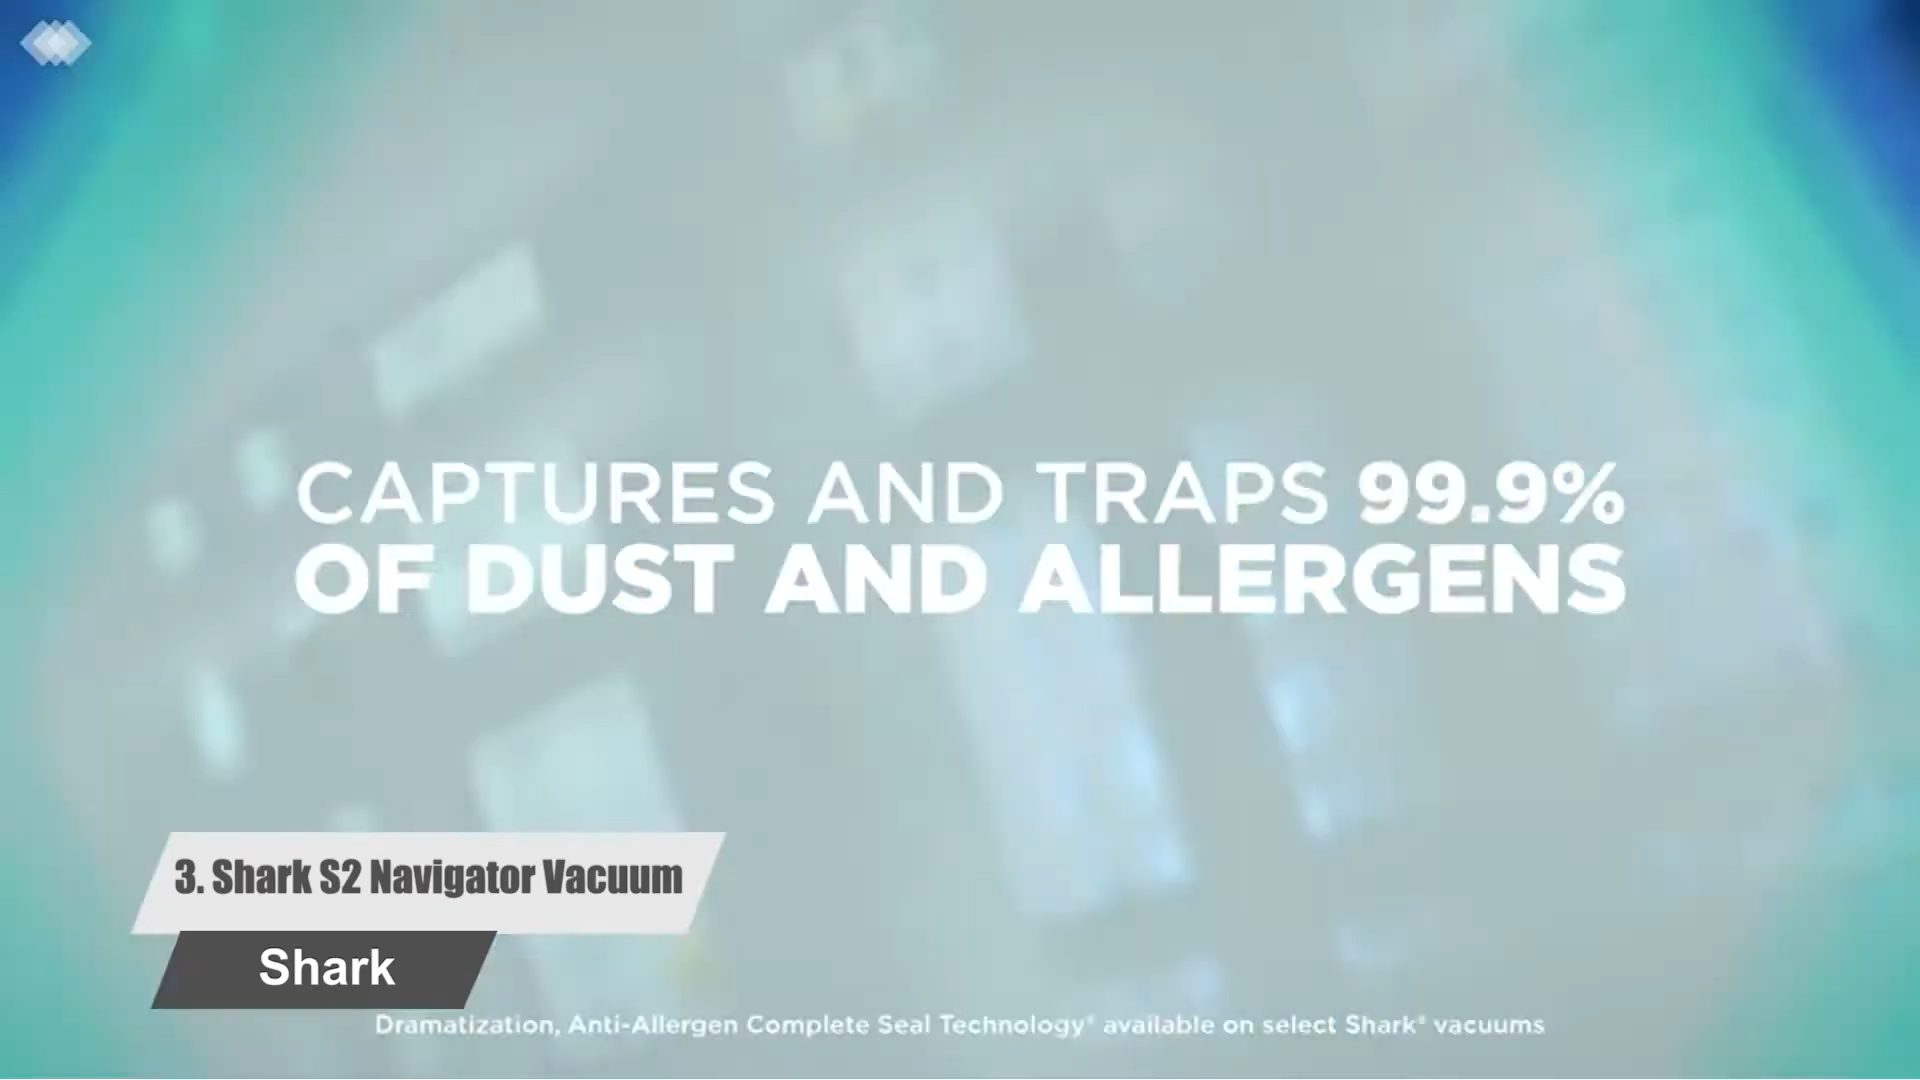 CAPTURES AND TRAPS 99.9%
OF DUST AND ALLERGENS
3. Shark S2 Navigator Vacuum
Shark
Dramatization, Anti-Allergen Complete Seal Technology® available on select Shark® vacuums